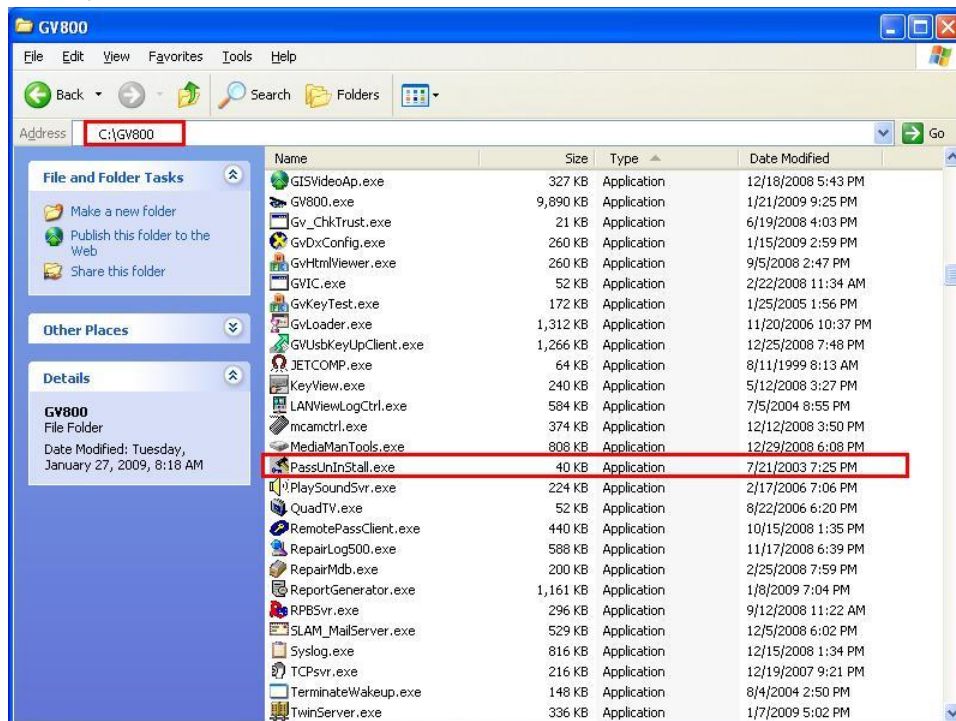 GV800
File Edit View Favorites Tools Help
Back Search Folders
Address C:\GV800 Go
File and Folder Tasks
Make a new folder
Publish this folder to the
Web
Share this folder
Other Places
Details
GV800
File Folder
Date Modified: Tuesday,
January 27, 2009, 8:18 AM
Name Size Type Date Modified
GISVideoAp.exe 327 KB Application 12/18/2008 5:43 PM
GV800.exe 9,890 KB Application 1/21/2009 9:25 PM
Gv_ChkTrust.exe 21 KB Application 6/19/2008 4:03 PM
GvDxConfig.exe 260 KB Application 1/15/2009 2:59 PM
GvHtmlViewer.exe 260 KB Application 9/5/2008 2:47 PM
GVIC.exe 52 KB Application 2/22/2008 11:34 AM
GvKeyTest.exe 172 KB Application 1/25/2005 1:56 PM
GvLoader.exe 1,312 KB Application 11/20/2006 10:37 PM
GVUsbKeyUpClient.exe 1,266 KB Application 12/25/2008 7:48 PM
JETCOMP.exe 64 KB Application 8/11/1999 8:13 AM
KeyView.exe 240 KB Application 5/12/2008 3:27 PM
LANViewLogCtrl.exe 584 KB Application 7/5/2004 8:55 PM
mcamctrl.exe 374 KB Application 12/12/2008 3:50 PM
MediaManTools.exe 808 KB Application 12/29/2008 6:08 PM
PassUnInStall.exe 40 KB Application 7/21/2003 7:25 PM
PlaySoundSvr.exe 224 KB Application 2/17/2006 7:06 PM
QuadTV.exe 52 KB Application 8/22/2006 6:20 PM
RemotePassClient.exe 440 KB Application 10/15/2008 1:35 PM
RepairLog500.exe 588 KB Application 11/17/2008 6:39 PM
RepairMdb.exe 200 KB Application 2/25/2008 7:59 PM
ReportGenerator.exe 1,161 KB Application 1/8/2009 7:04 PM
RPBSvr.exe 296 KB Application 9/12/2008 11:22 AM
SLAM_MailServer.exe 529 KB Application 12/5/2008 6:02 PM
Syslog.exe 816 KB Application 12/15/2008 1:34 PM
TCPsvr.exe 216 KB Application 12/19/2007 9:21 PM
TerminateWakeup.exe 148 KB Application 8/4/2004 2:50 PM
TwinServer.exe 336 KB Application 1/7/2009 5:02 PM